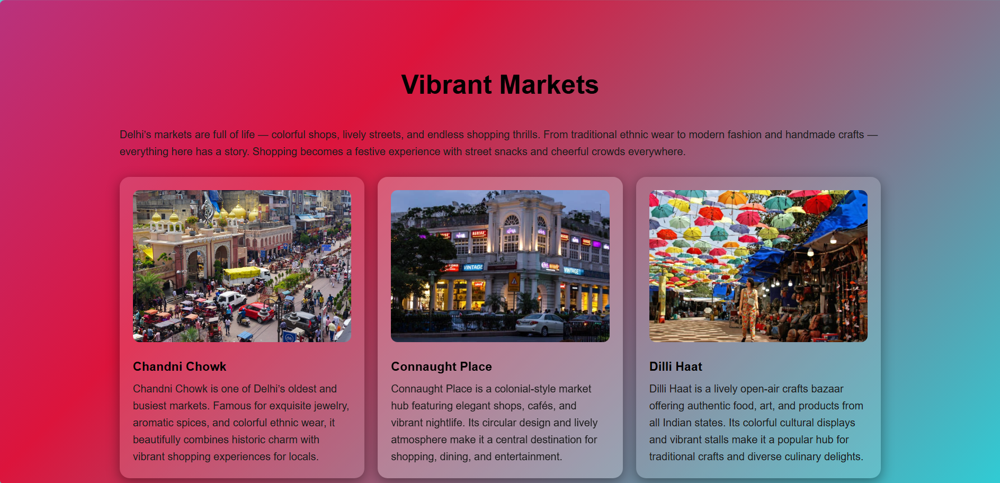 Vibrant Markets
Delhi’s markets are full of life — colorful shops, lively streets, and endless shopping thrills. From traditional ethnic wear to modern fashion and handmade crafts —
everything here has a story. Shopping becomes a festive experience with street snacks and cheerful crowds everywhere.
VINTAGE
VINTAGE
Chandni Chowk
Chandni Chowk is one of Delhi’s oldest and
busiest markets. Famous for exquisite jewelry,
aromatic spices, and colorful ethnic wear, it
beautifully combines historic charm with
vibrant shopping experiences for locals.
Connaught Place
Connaught Place is a colonial-style market
hub featuring elegant shops, cafés, and
vibrant nightlife. Its circular design and lively
atmosphere make it a central destination for
shopping, dining, and entertainment.
Dilli Haat
Dilli Haat is a lively open-air crafts bazaar
offering authentic food, art, and products from
all Indian states. Its colorful cultural displays
and vibrant stalls make it a popular hub for
traditional crafts and diverse culinary delights.